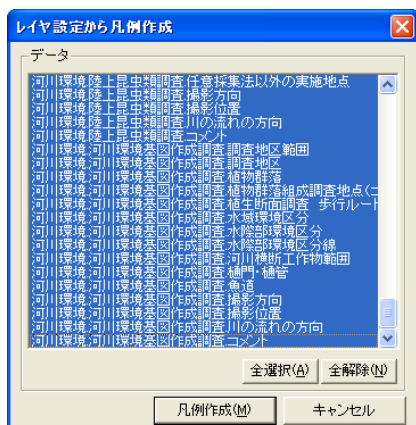 レイヤ設定から凡例作成
データ
河川環境:陸上昆虫類調査:任意採集法以外の実施地点
河川環境:陸上昆虫類調査:撮影方向
河川環境:陸上昆虫類調査:撮影位置
河川環境:陸上昆虫類調査:川の流れの方向
河川環境:陸上昆虫類調査:コメント
河川環境:河川環境基図作成調査:調査地区範囲
河川環境:河川環境基図作成調査:調査地区
河川環境:河川環境基図作成調査:植物群落
河川環境:河川環境基図作成調査:植物群落組成調査地点(コ
河川環境:河川環境基図作成調査:植生断面調査 歩行ルート
河川環境:河川環境基図作成調査:水域環境区分
河川環境:河川環境基図作成調査:水際部環境区分
河川環境:河川環境基図作成調査:水際部環境区分線
河川環境:河川環境基図作成調査:河川横断工作物範囲
河川環境:河川環境基図作成調査:樋門・樋管
河川環境:河川環境基図作成調査:魚道
河川環境:河川環境基図作成調査:撮影方向
河川環境:河川環境基図作成調査:撮影位置
河川環境:河川環境基図作成調査:川の流れの方向
河川環境:河川環境基図作成調査:コメント
全選択(A) 全解除(N)
凡例作成(M) キャンセル